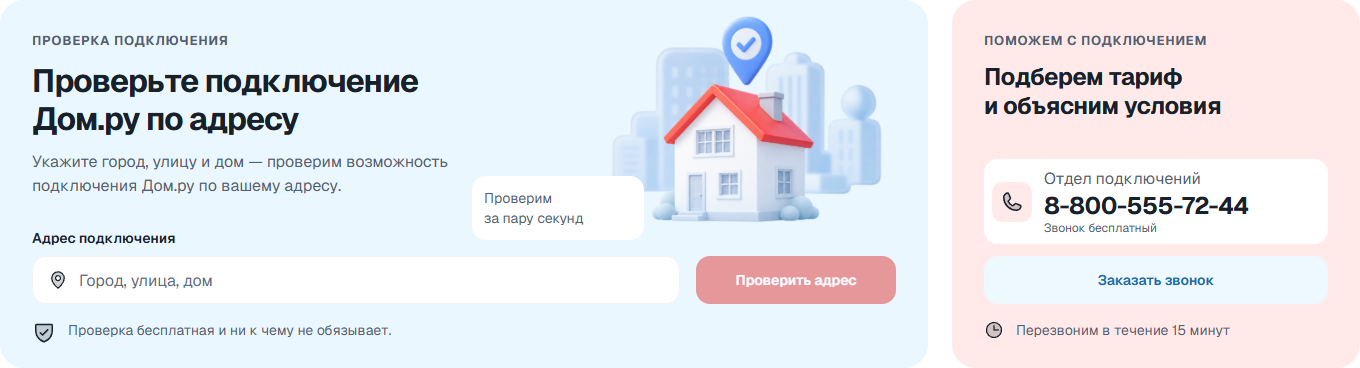 ПРОВЕРКА ПОДКЛЮЧЕНИЯ
Проверьте подключение
Дом.ру по адресу
Укажите город, улицу и дом — проверим возможность
подключения Дом.ру по вашему адресу.
Проверим
за пару секунд
Адрес подключения
Город, улица, дом
Проверить адрес
Проверка бесплатная и ни к чему не обязывает.
ПОМОЖЕМ С ПОДКЛЮЧЕНИЕМ
Подберем тариф
и объясним условия
Отдел подключений
8-800-555-72-44
Звонок бесплатный
Заказать звонок
Перезвоним в течение 15 минут